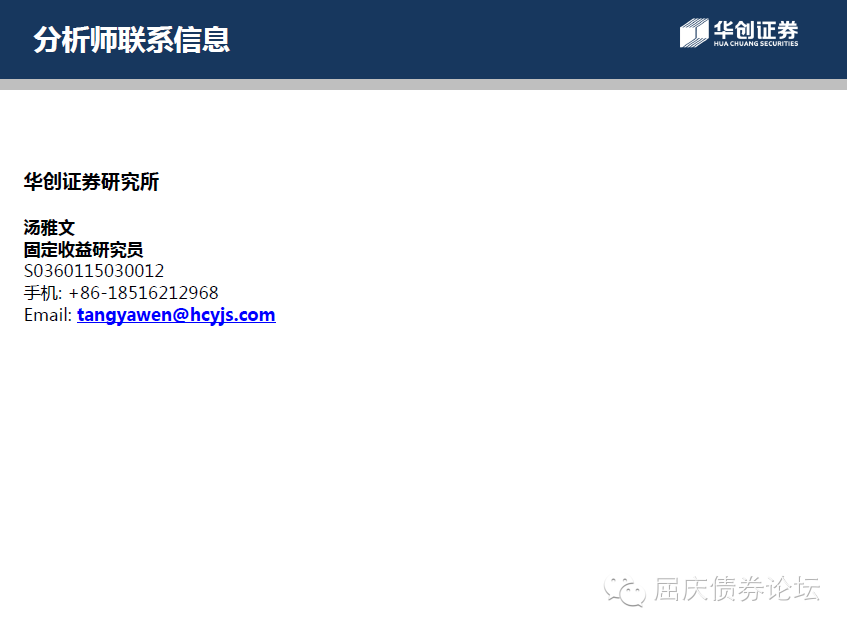 分析师联系信息
华创证券
HUA CHUANG SECURITIES
华创证券研究所
汤雅文
固定收益研究员
S0360115030012
手机: +86-18516212968
Email: tangyawen@hcyjs.com
屈庆债券论坛